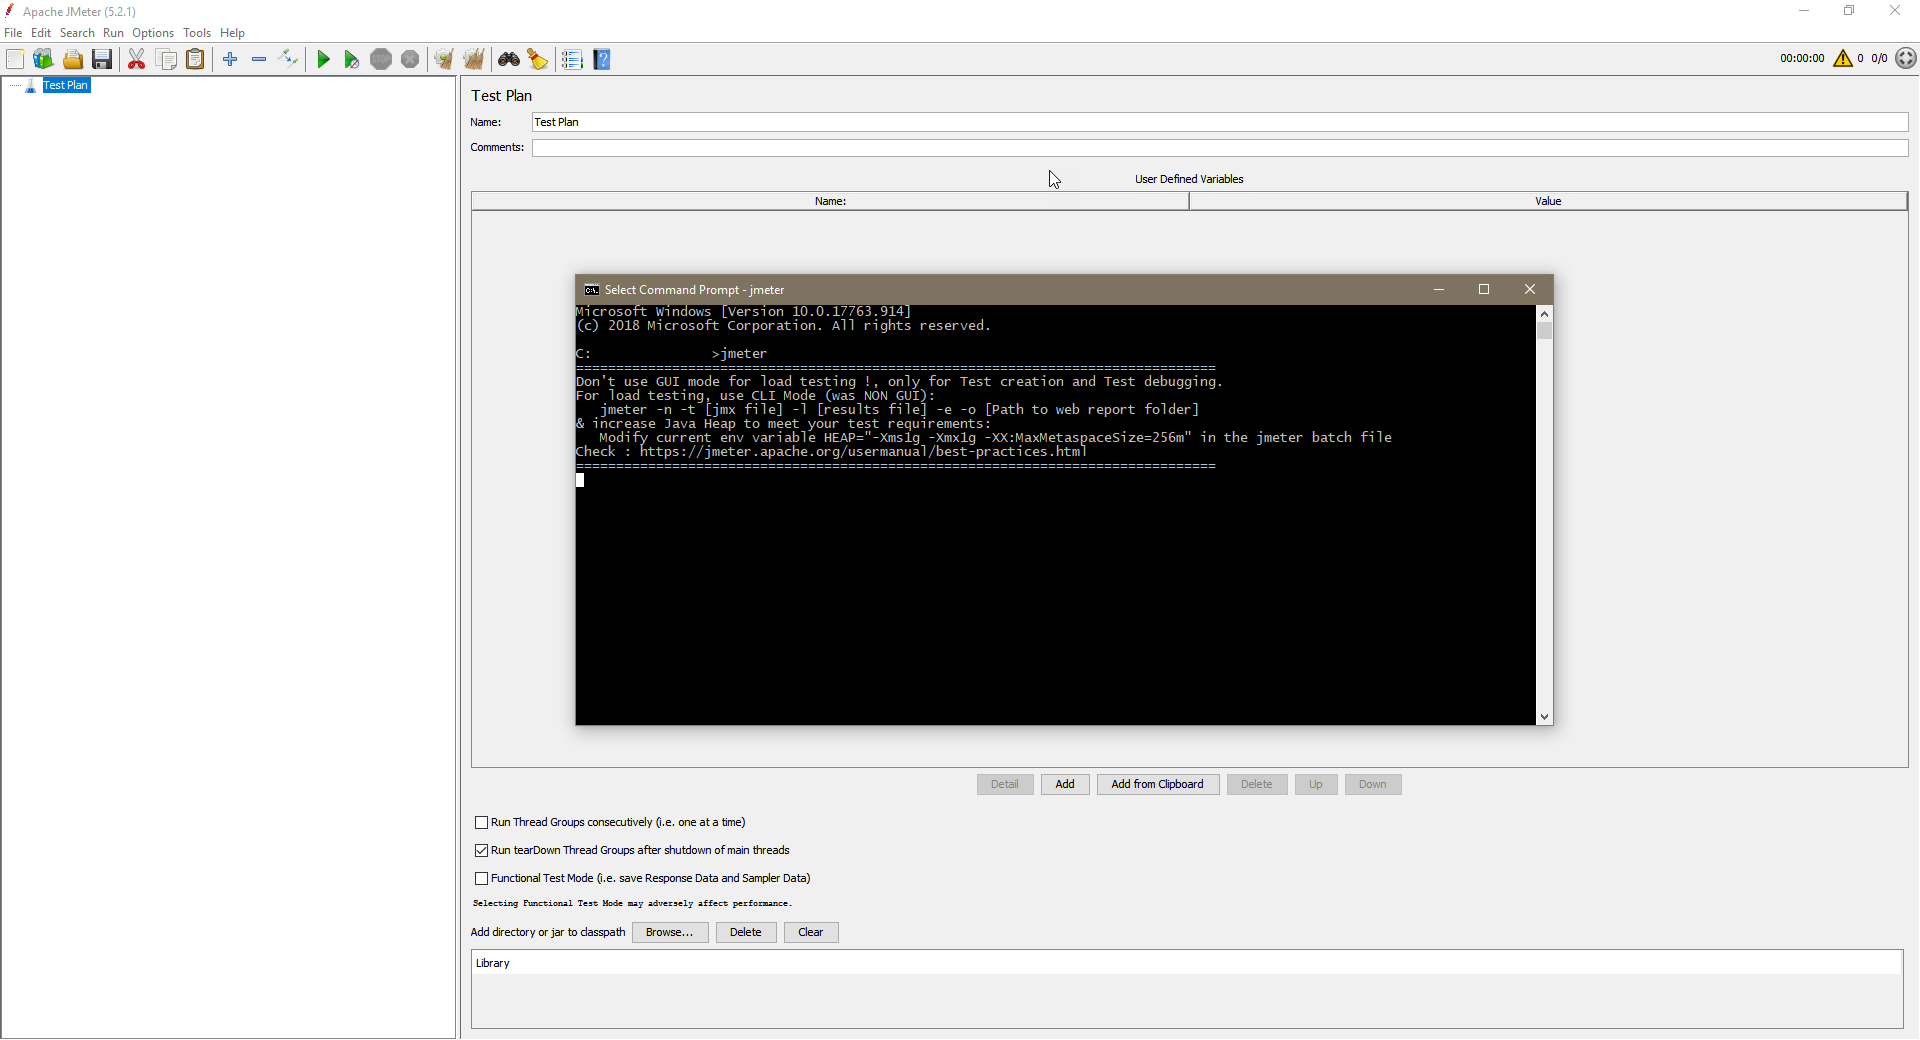 Apache JMeter (5.2.1)
File Edit Search Run Options Tools Help
STOP
00:00:00 0 0/0
Test Plan
Test Plan
Name: Test Plan
Comments:
User Defined Variables
Name: Value
Select Command Prompt - jmeter
Microsoft Windows [Version 10.0.17763.914]
(c) 2018 Microsoft Corporation. All rights reserved.
C: >jmeter
================================================================================
Don't use GUI mode for load testing !, only for Test creation and Test debugging.
For load testing, use CLI Mode (was NON GUI):
jmeter -n -t [jmx file] -l [results file] -e -o [Path to web report folder]
& increase Java Heap to meet your test requirements:
Modify current env variable HEAP="-Xms1g -Xmx1g -XX:MaxMetaspaceSize=256m" in the jmeter batch file
Check : https://jmeter.apache.org/usermanual/best-practices.html
================================================================================
Detail Add Add from Clipboard Delete Up Down
Run Thread Groups consecutively (i.e. one at a time)
Run tearDown Thread Groups after shutdown of main threads
Functional Test Mode (i.e. save Response Data and Sampler Data)
Selecting Functional Test Mode may adversely affect performance.
Add directory or jar to classpath Browse... Delete Clear
Library